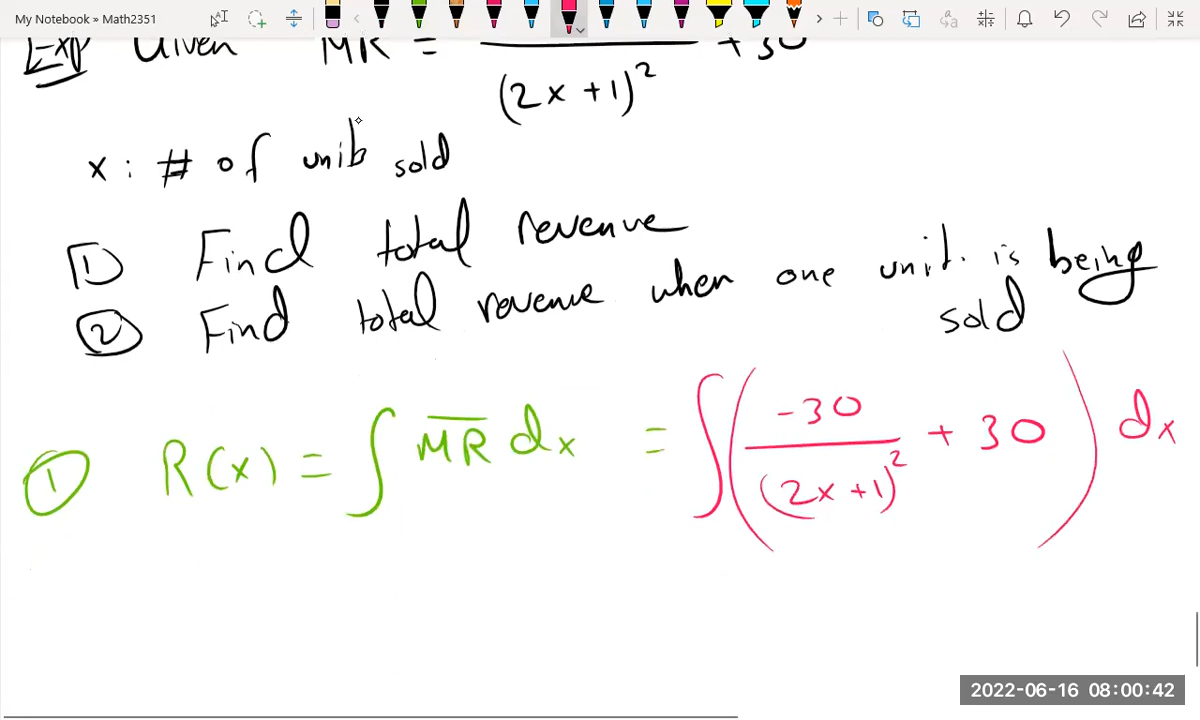 My Notebook » Math2351
Exp Given MR = +30
(2x+1)²
x : # of units sold
① Find total revenue
② Find total revenue when one unit is being
sold
① R(x) = ∫ MR dx = ∫ ( -30 / (2x+1)² + 30 ) dx
2022-06-16 08:00:42